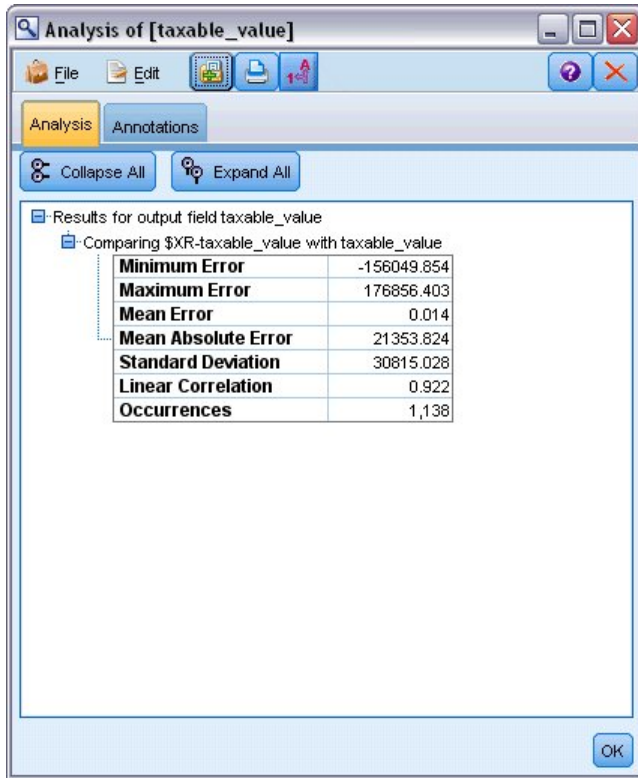 Analysis of [taxable_value]
File Edit
Analysis Annotations
Collapse All Expand All
Results for output field taxable_value
Comparing $XR-taxable_value with taxable_value
Minimum Error -156049.854
Maximum Error 176856.403
Mean Error 0.014
Mean Absolute Error 21353.824
Standard Deviation 30815.028
Linear Correlation 0.922
Occurrences 1,138
OK